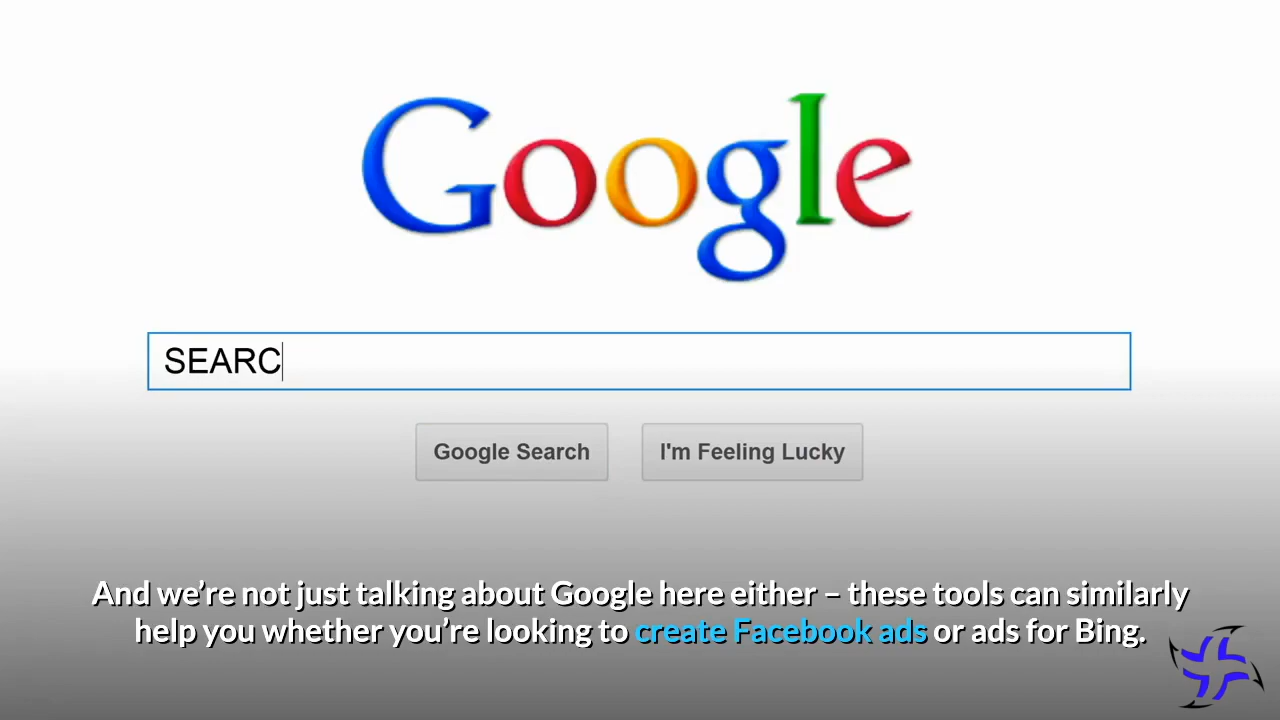 Google
SEARC
Google Search
I'm Feeling Lucky
And we’re not just talking about Google here either – these tools can similarly
help you whether you’re looking to create Facebook ads or ads for Bing.